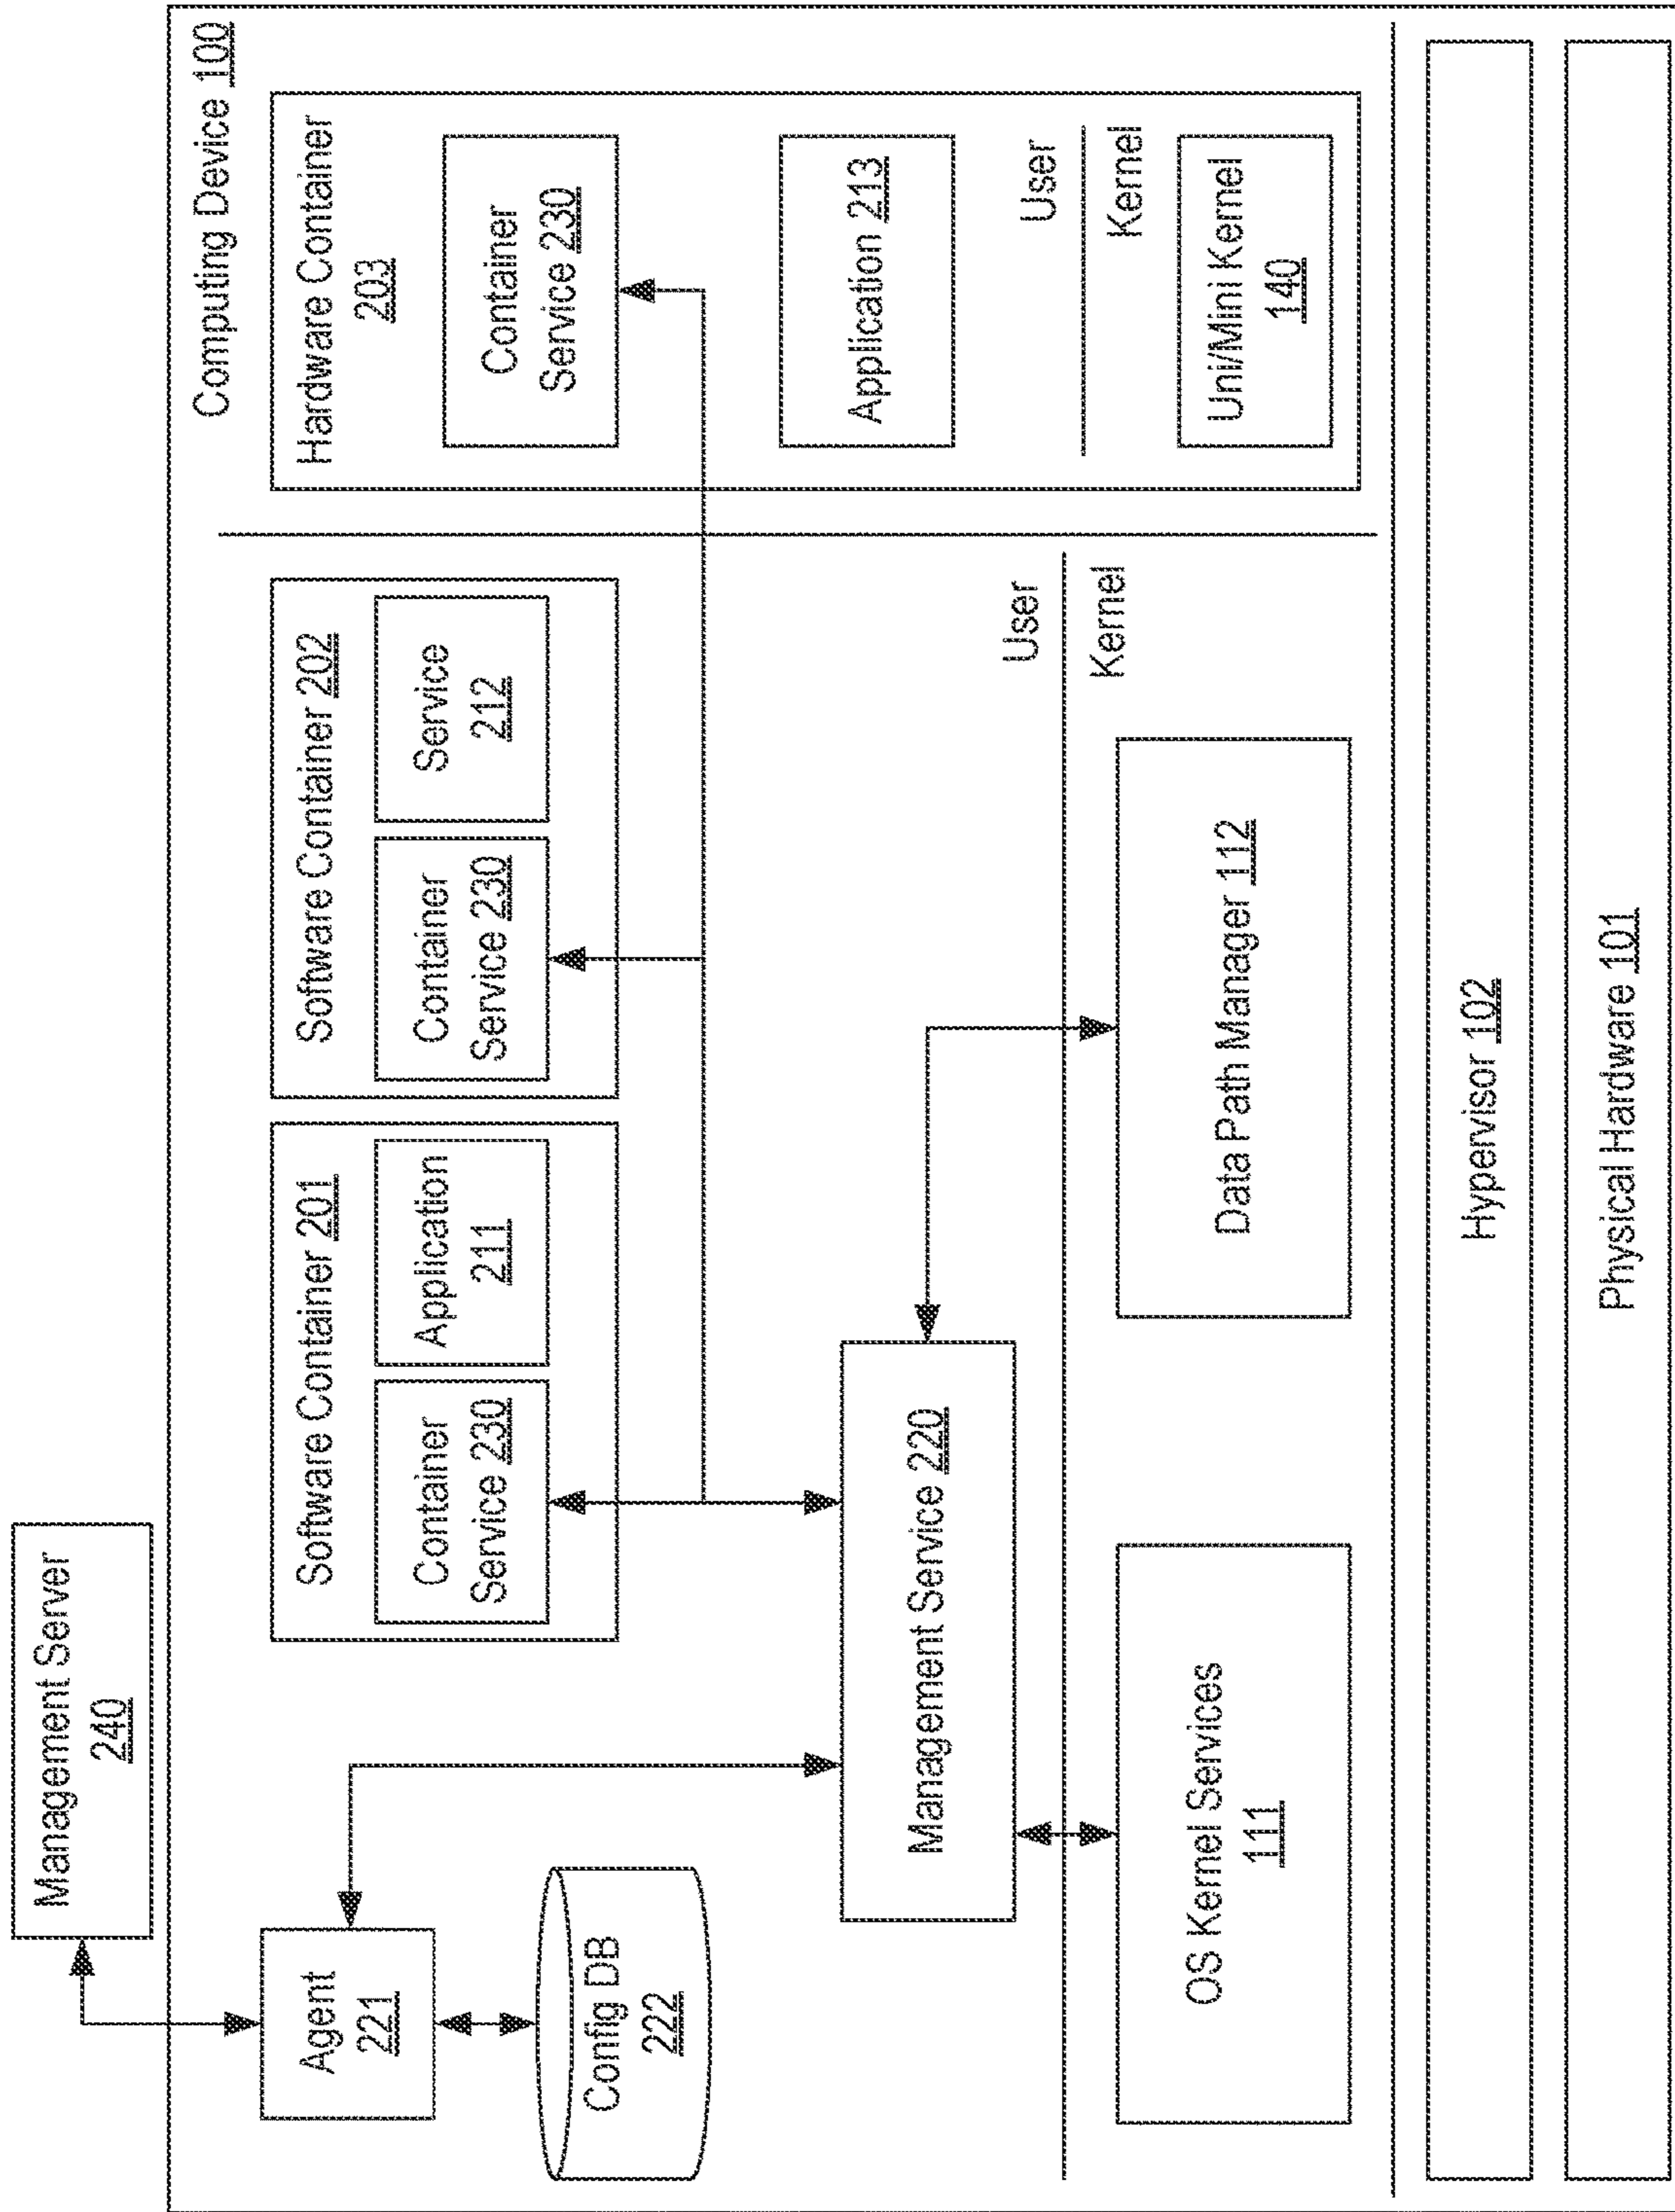 Management Server
240
Computing Device 100
Agent
221
Config DB
222
Software Container 201
Container
Service 230
Application
211
Software Container 202
Container
Service 230
Service
212
Hardware Container
203
Container
Service 230
Application 213
User
Kernel
Uni/Mini Kernel
140
Management Service 220
User
Kernel
OS Kernel Services
111
Data Path Manager 112
Hypervisor 102
Physical Hardware 101